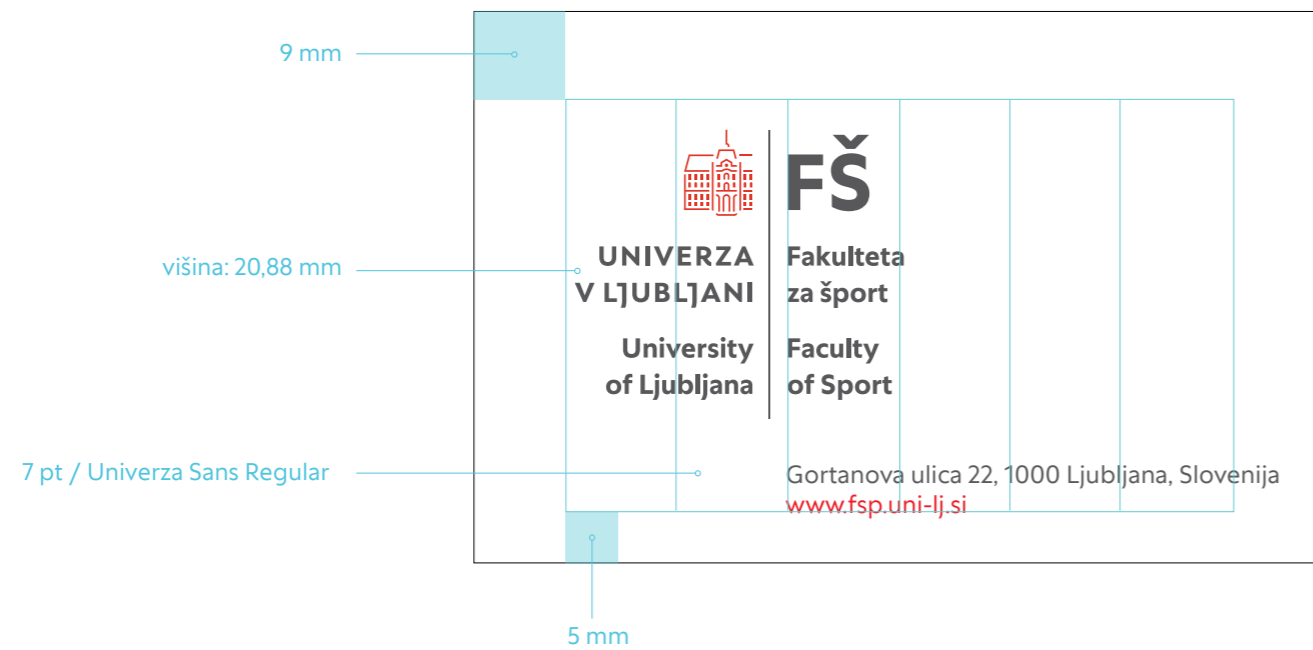 9 mm
FŠ
višina: 20,88 mm
UNIVERZA
V LJUBLJANI
Fakulteta
za šport
University
of Ljubljana
Faculty
of Sport
7 pt / Univerza Sans Regular
Gortanova ulica 22, 1000 Ljubljana, Slovenija
www.fsp.uni-lj.si
5 mm